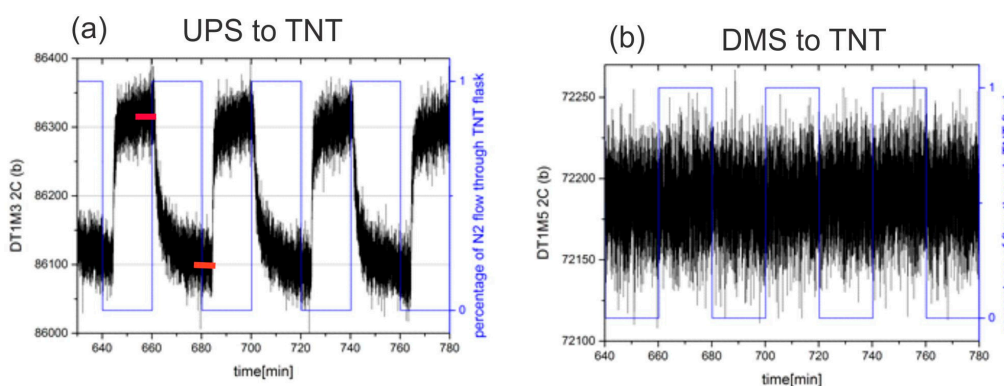 (a) UPS to TNT
86400
86300
86200
86100
86000
DT1M3 2C (b)
1
0
percentage of N2 flow through TNT flask
630 640 660 680 700 720 740 760 780
time[min]
(b) DMS to TNT
72250
72200
72150
72100
DT1M5 2C (b)
1
0
640 660 680 700 720 740 760 780
time[min]